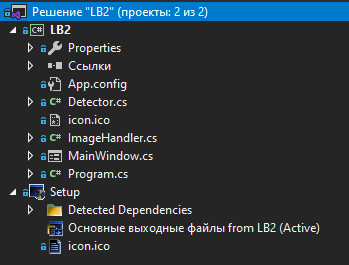 Решение "LB2" (проекты: 2 из 2)
C# LB2
Properties
Ссылки
App.config
C# Detector.cs
icon.ico
C# ImageHandler.cs
MainWindow.cs
C# Program.cs
Setup
Detected Dependencies
Основные выходные файлы from LB2 (Active)
icon.ico